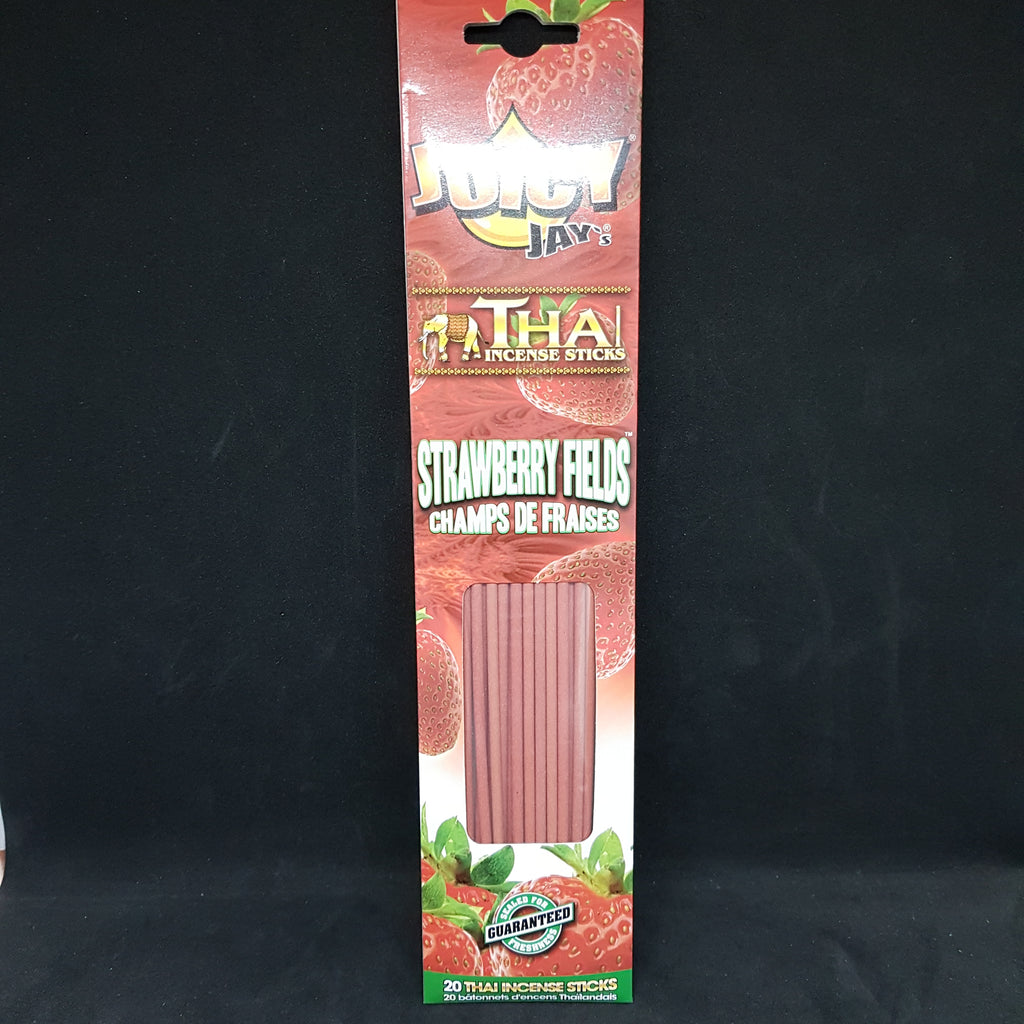 JUICY®
JAY'S®
THAI
INCENSE STICKS
STRAWBERRY FIELDS™
CHAMPS DE FRAISES
SEALED FOR
GUARANTEED
FRESHNESS
20 THAI INCENSE STICKS
20 bâtonnets d'encens Thaïlandais